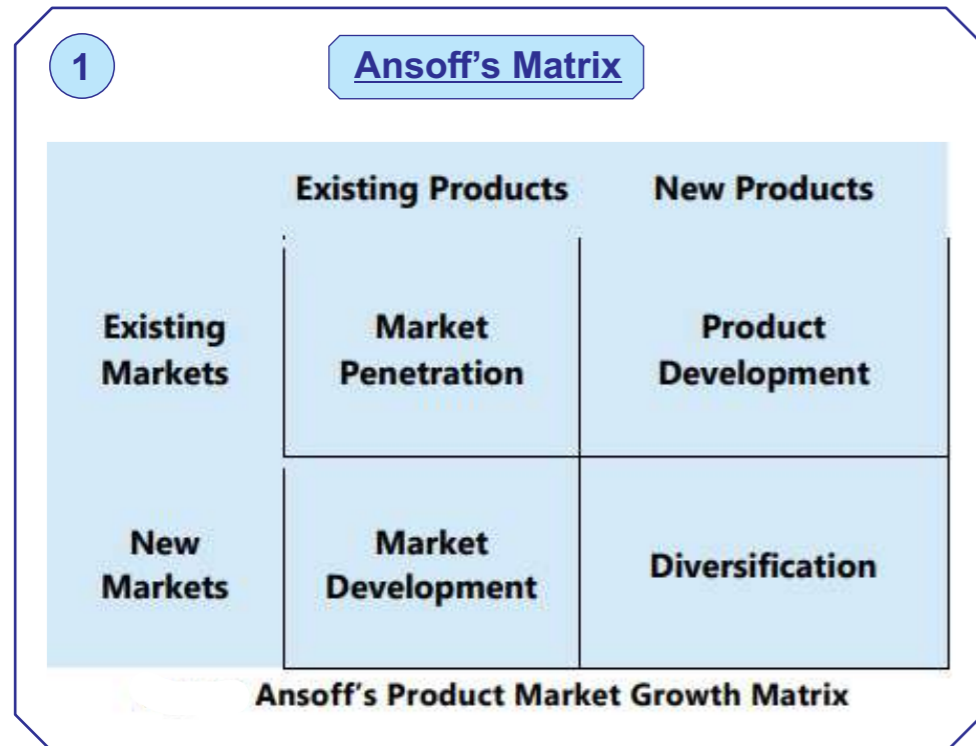 1
Ansoff’s Matrix
Existing Products New Products
Existing Market Product
Markets Penetration Development
New Market Diversification
Markets Development
Ansoff’s Product Market Growth Matrix